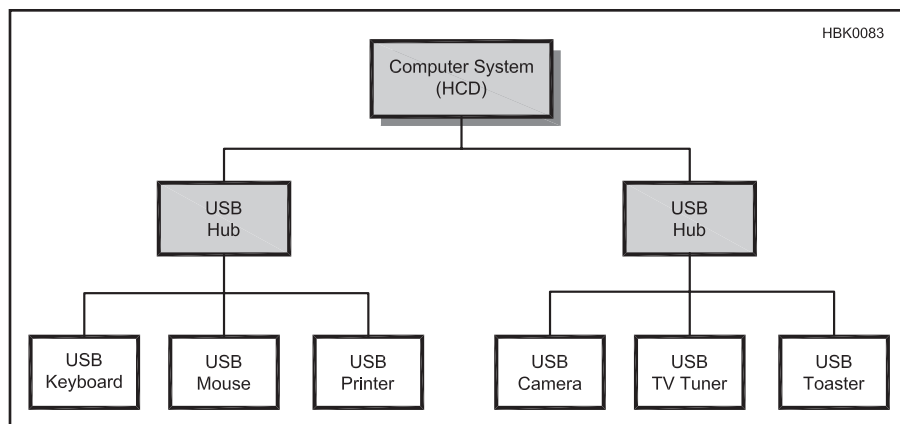 HBK0083
Computer System
(HCD)
USB
Hub
USB
Hub
USB
Keyboard
USB
Mouse
USB
Printer
USB
Camera
USB
TV Tuner
USB
Toaster